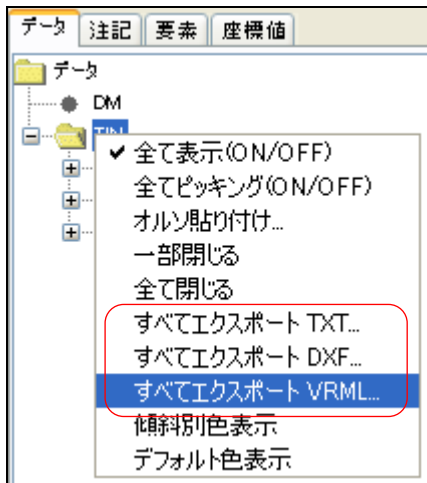 データ 注記 要素 座標値
データ
DM
TIN
全て表示(ON/OFF)
全てピッキング(ON/OFF)
オルソ貼り付け...
一部閉じる
全て閉じる
すべてエクスポート TXT...
すべてエクスポート DXF...
すべてエクスポート VRML...
傾斜別色表示
デフォルト色表示